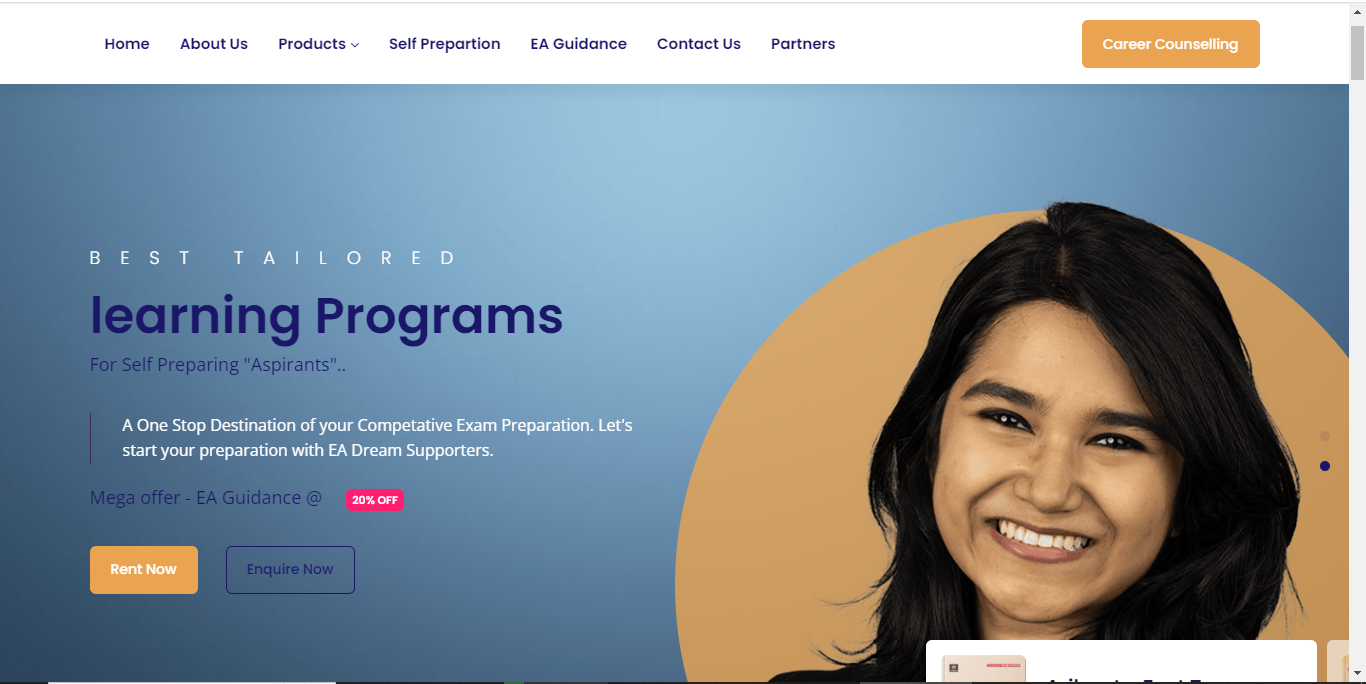 Home About Us Products Self Prepartion EA Guidance Contact Us Partners Career Counselling
BEST TAILORED
learning Programs
For Self Preparing "Aspirants"..
A One Stop Destination of your Competative Exam Preparation. Let's
start your preparation with EA Dream Supporters.
Mega offer - EA Guidance @ 20% OFF
Rent Now Enquire Now